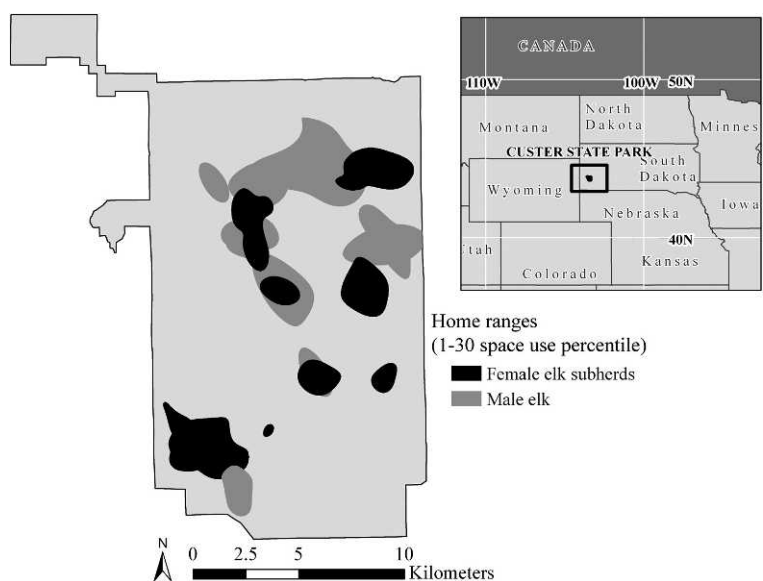 CANADA
110W
100W
50N
North
Dakota
Montana
Minnes
CUSTER STATE PARK
South
Dakota
Wyoming
Iowa
Nebraska
40N
Utah
Kansas
Colorado
Home ranges
(1-30 space use percentile)
Female elk subherds
Male elk
N
0 2.5 5 10
Kilometers